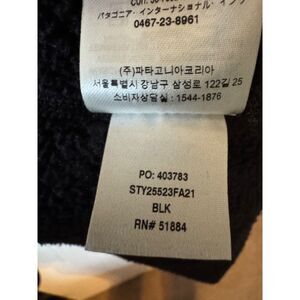 パタゴニア・インターナショナル・インク
0467-23-8961
(주)파타고니아코리아
서울특별시 강남구 삼성로 122길 25
소비자상담실 : 1544-1876
PO: 403783
STY25523FA21
BLK
RN# 51884